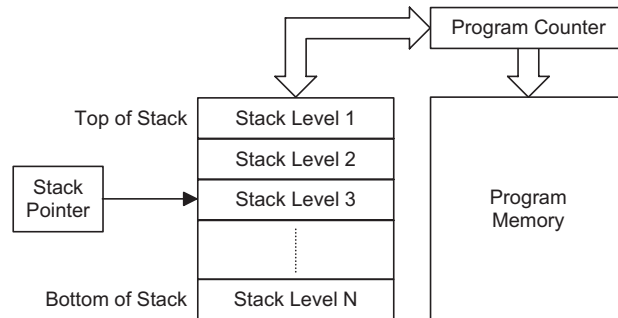 Program Counter
Top of Stack
Stack Level 1
Stack Level 2
Stack
Pointer
Stack Level 3
Program
Memory
Bottom of Stack
Stack Level N